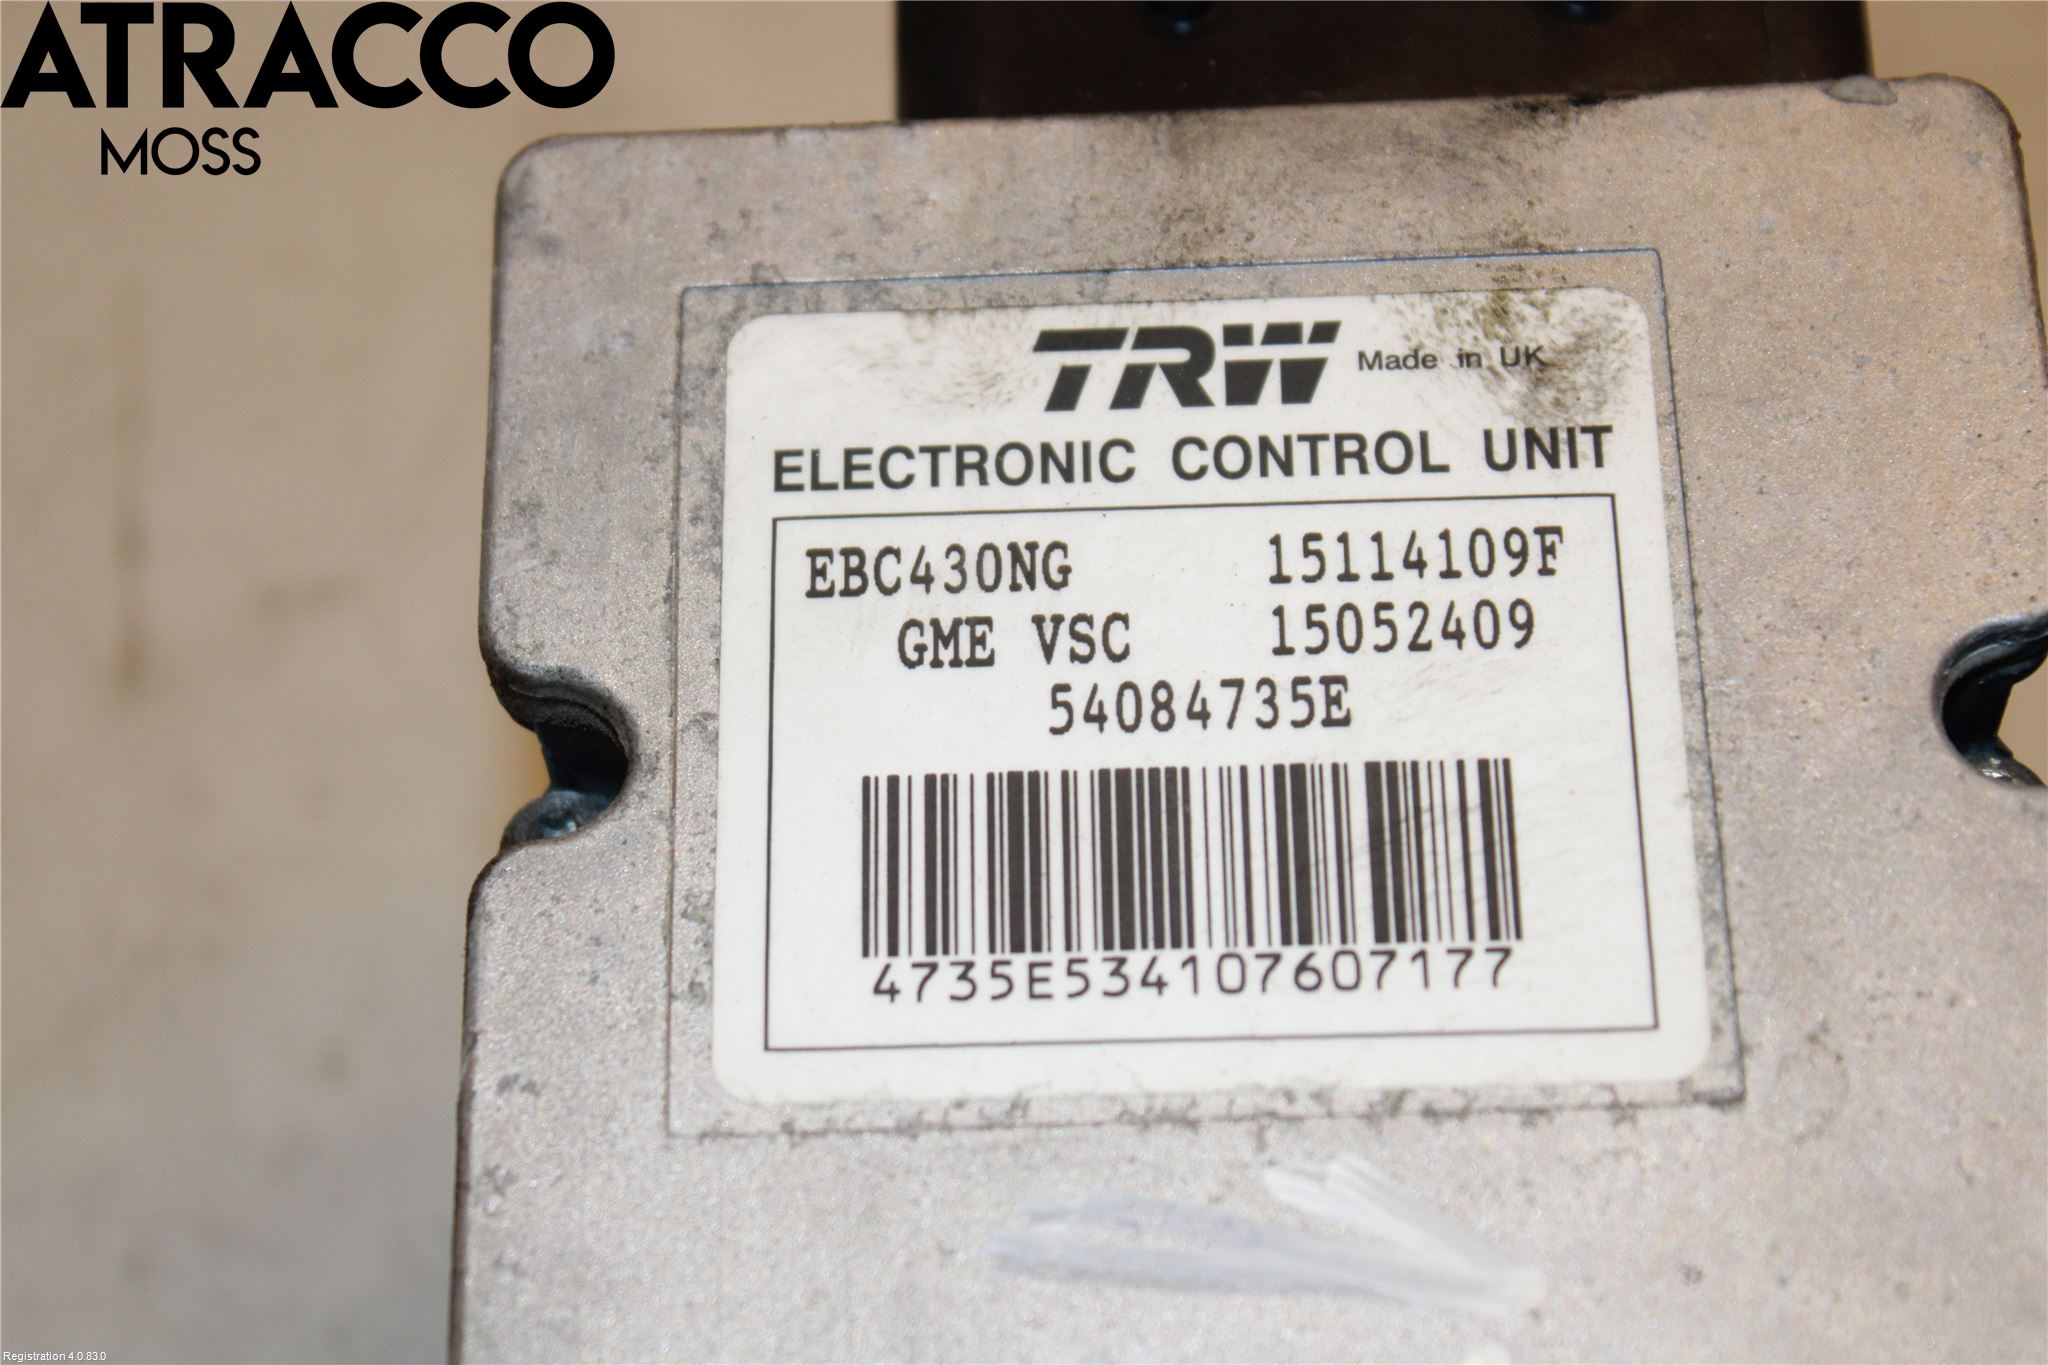 ATRACCO
MOSS
TRW Made in UK
ELECTRONIC CONTROL UNIT
EBC430NG 15114109F
GME VSC 15052409
54084735E
4735E534107607177
Registration 4.0.83.0